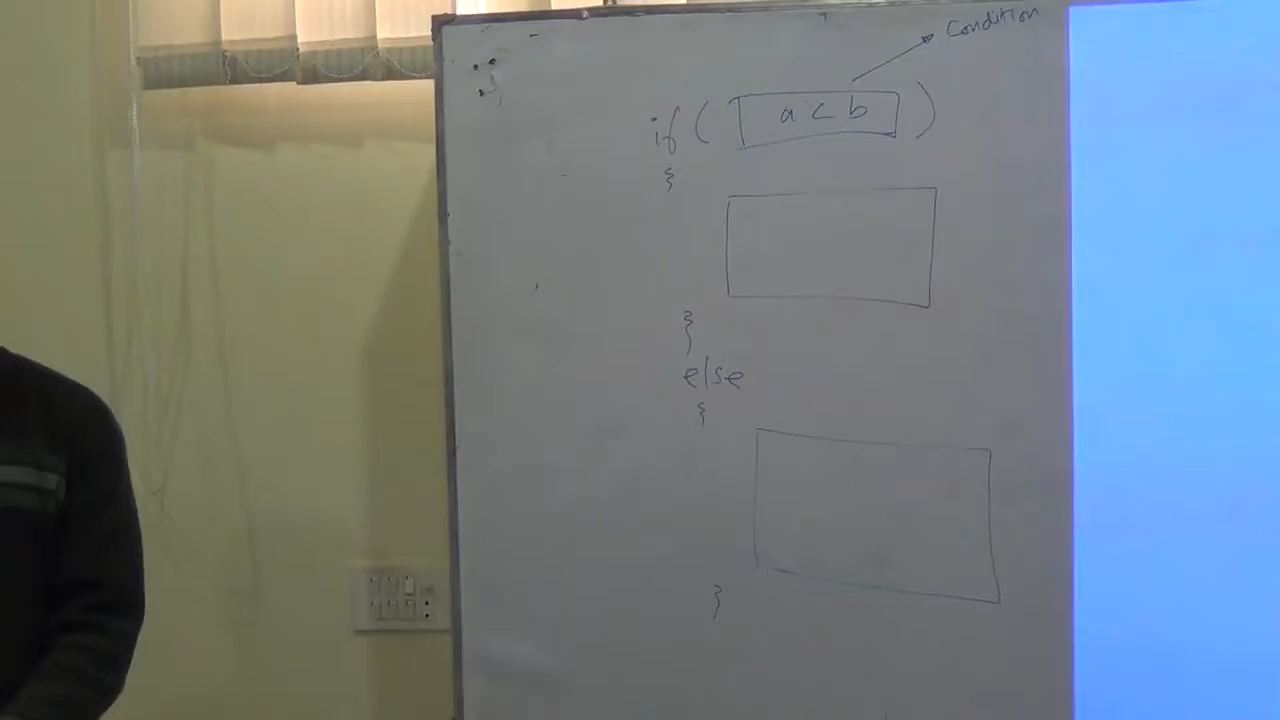 Condition
if ( a < b )
{
}
else
{
}